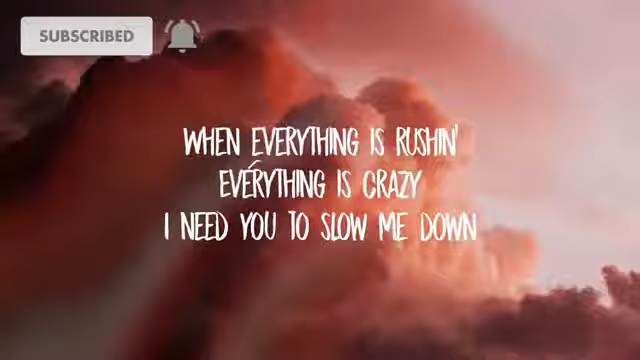 SUBSCRIBED
WHEN EVERYTHING IS RUSHIN'
EVERYTHING IS CRAZY
I NEED YOU TO SLOW ME DOWN